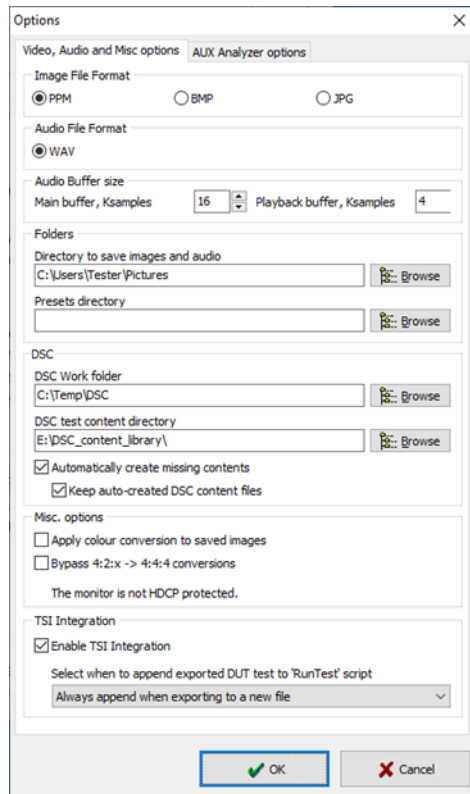 Options
Video, Audio and Misc options AUX Analyzer options
Image File Format
PPM BMP JPG
Audio File Format
WAV
Audio Buffer size
Main buffer, Ksamples 16 Playback buffer, Ksamples 4
Folders
Directory to save images and audio
C:\Users\Tester\Pictures Browse
Presets directory
Browse
DSC
DSC Work folder
C:\Temp\DSC Browse
DSC test content directory
E:\DSC_content_library\ Browse
Automatically create missing contents
Keep auto-created DSC content files
Misc. options
Apply colour conversion to saved images
Bypass 4:2:x -> 4:4:4 conversions
The monitor is not HDCP protected.
TSI Integration
Enable TSI Integration
Select when to append exported DUT test to 'RunTest' script
Always append when exporting to a new file
OK Cancel